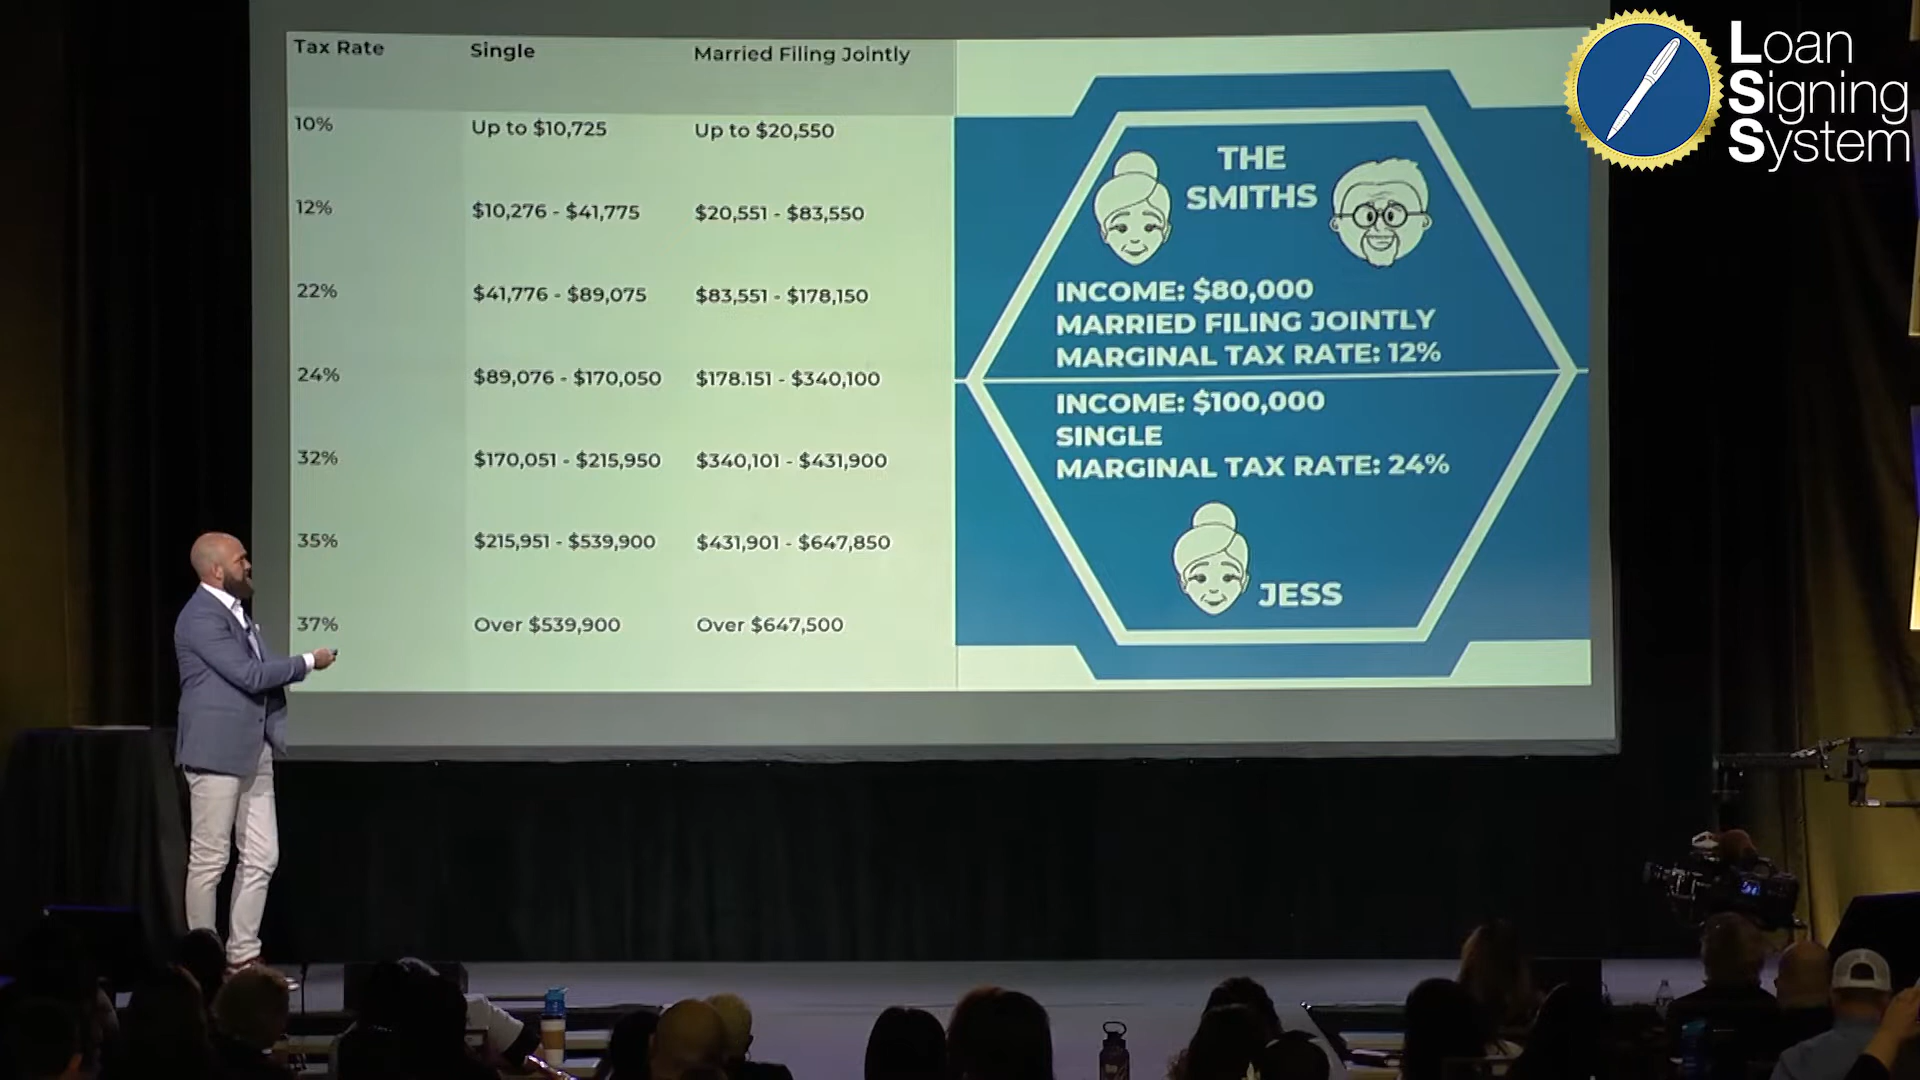 Tax Rate Single Married Filing Jointly
10% Up to $10,725 Up to $20,550
12% $10,276 - $41,775 $20,551 - $83,550
22% $41,776 - $89,075 $83,551 - $178,150
24% $89,076 - $170,050 $178.151 - $340,100
32% $170,051 - $215,950 $340,101 - $431,900
35% $215,951 - $539,900 $431,901 - $647,850
37% Over $539,900 Over $647,500
THE
SMITHS
INCOME: $80,000
MARRIED FILING JOINTLY
MARGINAL TAX RATE: 12%
INCOME: $100,000
SINGLE
MARGINAL TAX RATE: 24%
JESS
Loan
Signing
System